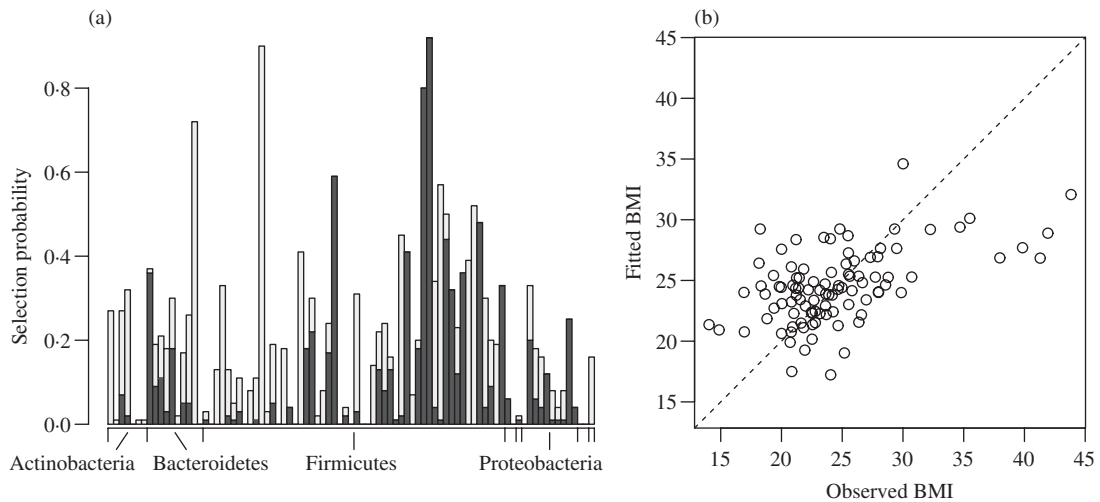 (a)
Selection probability
0·8
0·6
0·4
0·2
0·0
Actinobacteria Bacteroidetes Firmicutes Proteobacteria
(b)
Fitted BMI
45
40
35
30
25
20
15
15 20 25 30 35 40 45
Observed BMI